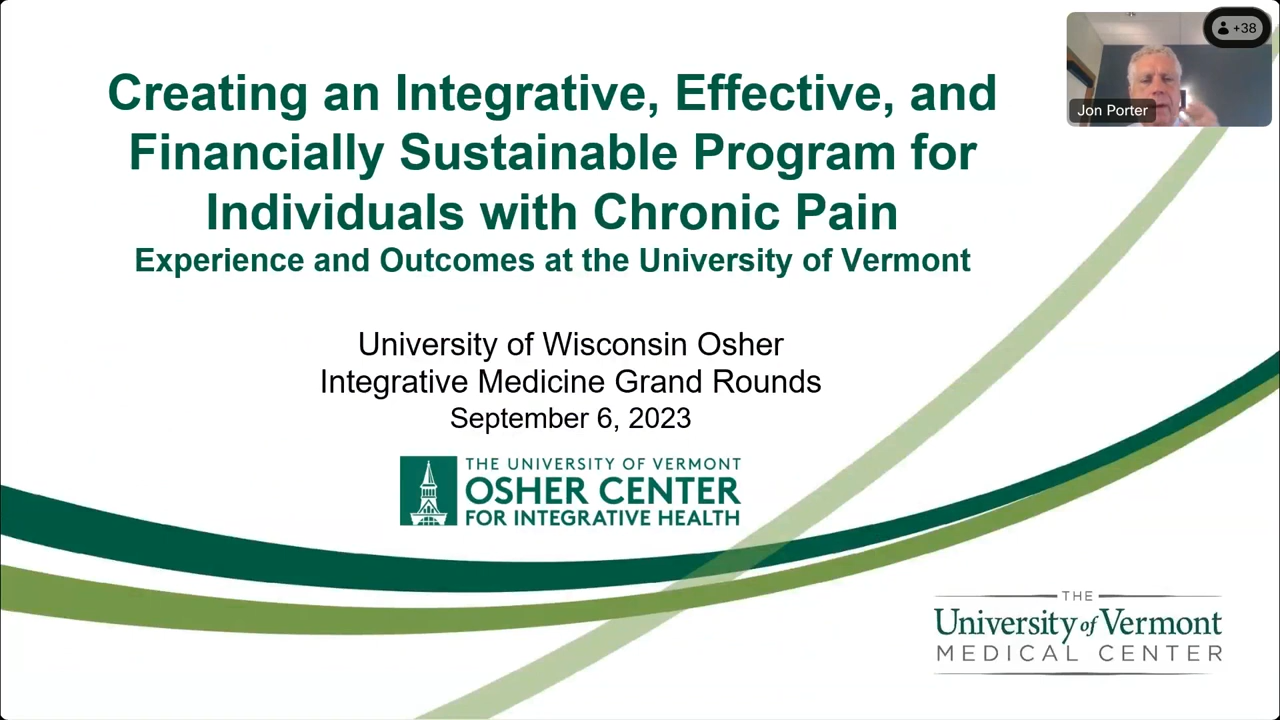 Creating an Integrative, Effective, and
Financially Sustainable Program for
Individuals with Chronic Pain
Experience and Outcomes at the University of Vermont
University of Wisconsin Osher
Integrative Medicine Grand Rounds
September 6, 2023
THE UNIVERSITY OF VERMONT
OSHER CENTER
FOR INTEGRATIVE HEALTH
THE
University of Vermont
MEDICAL CENTER
+38
Jon Porter